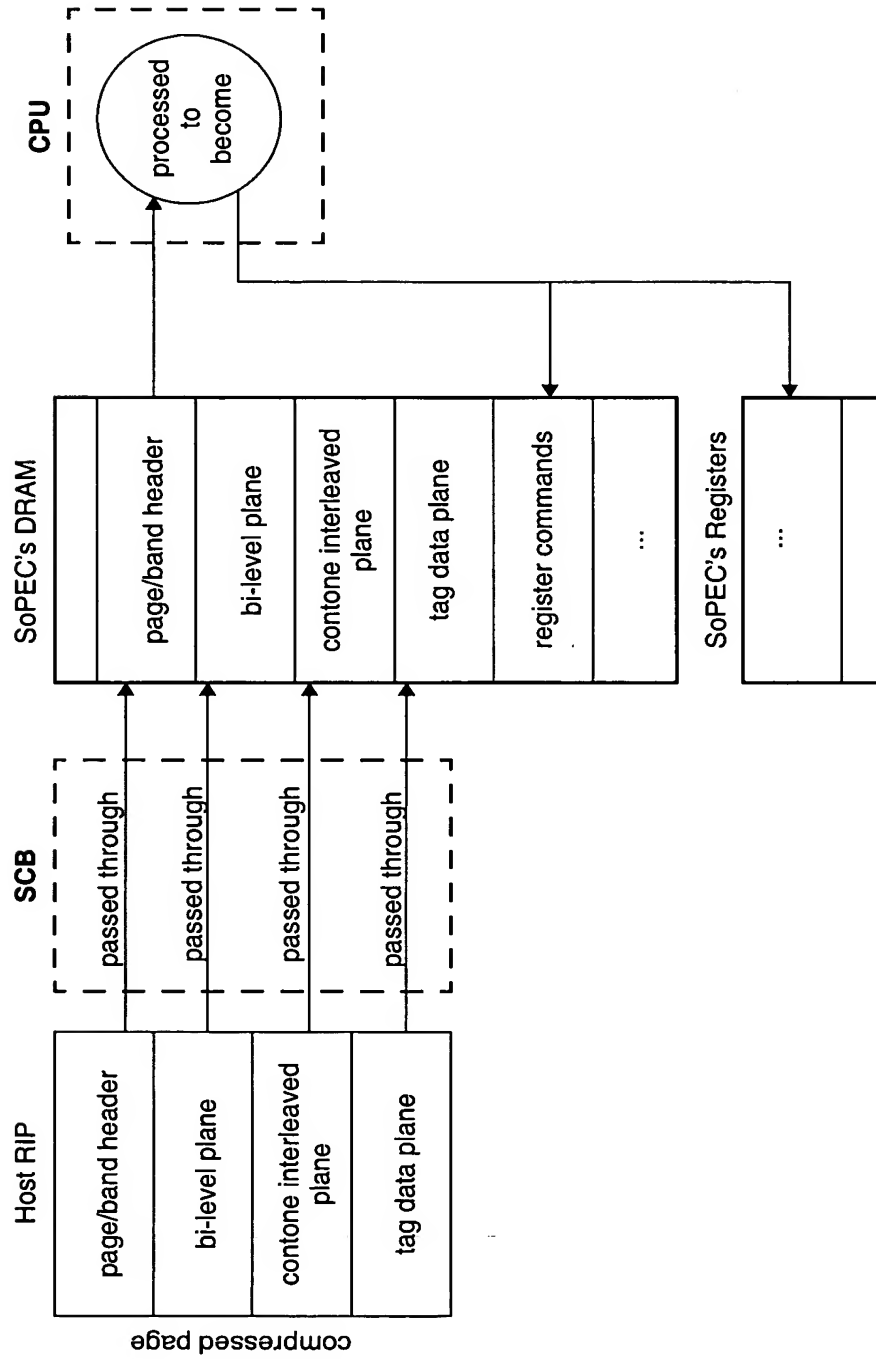 Host RIP
compressed page
page/band header
bi-level plane
contone interleaved
plane
tag data plane
SCB
passed through
passed through
passed through
passed through
SoPEC's DRAM
page/band header
bi-level plane
contone interleaved
plane
tag data plane
register commands
...
CPU
processed
to
become
SoPEC's Registers
...